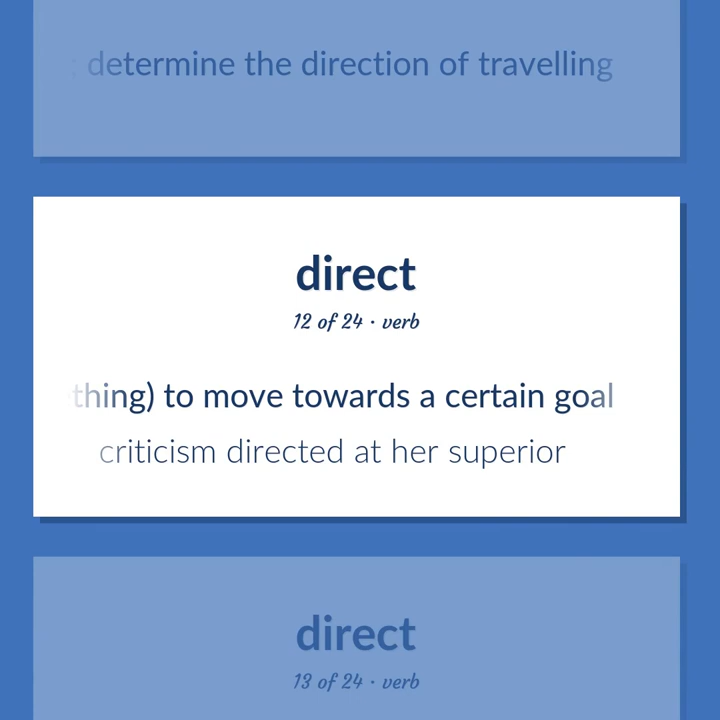 ; determine the direction of travelling
direct
12 of 24 · verb
thing) to move towards a certain goal
criticism directed at her superior
direct
13 of 24 · verb